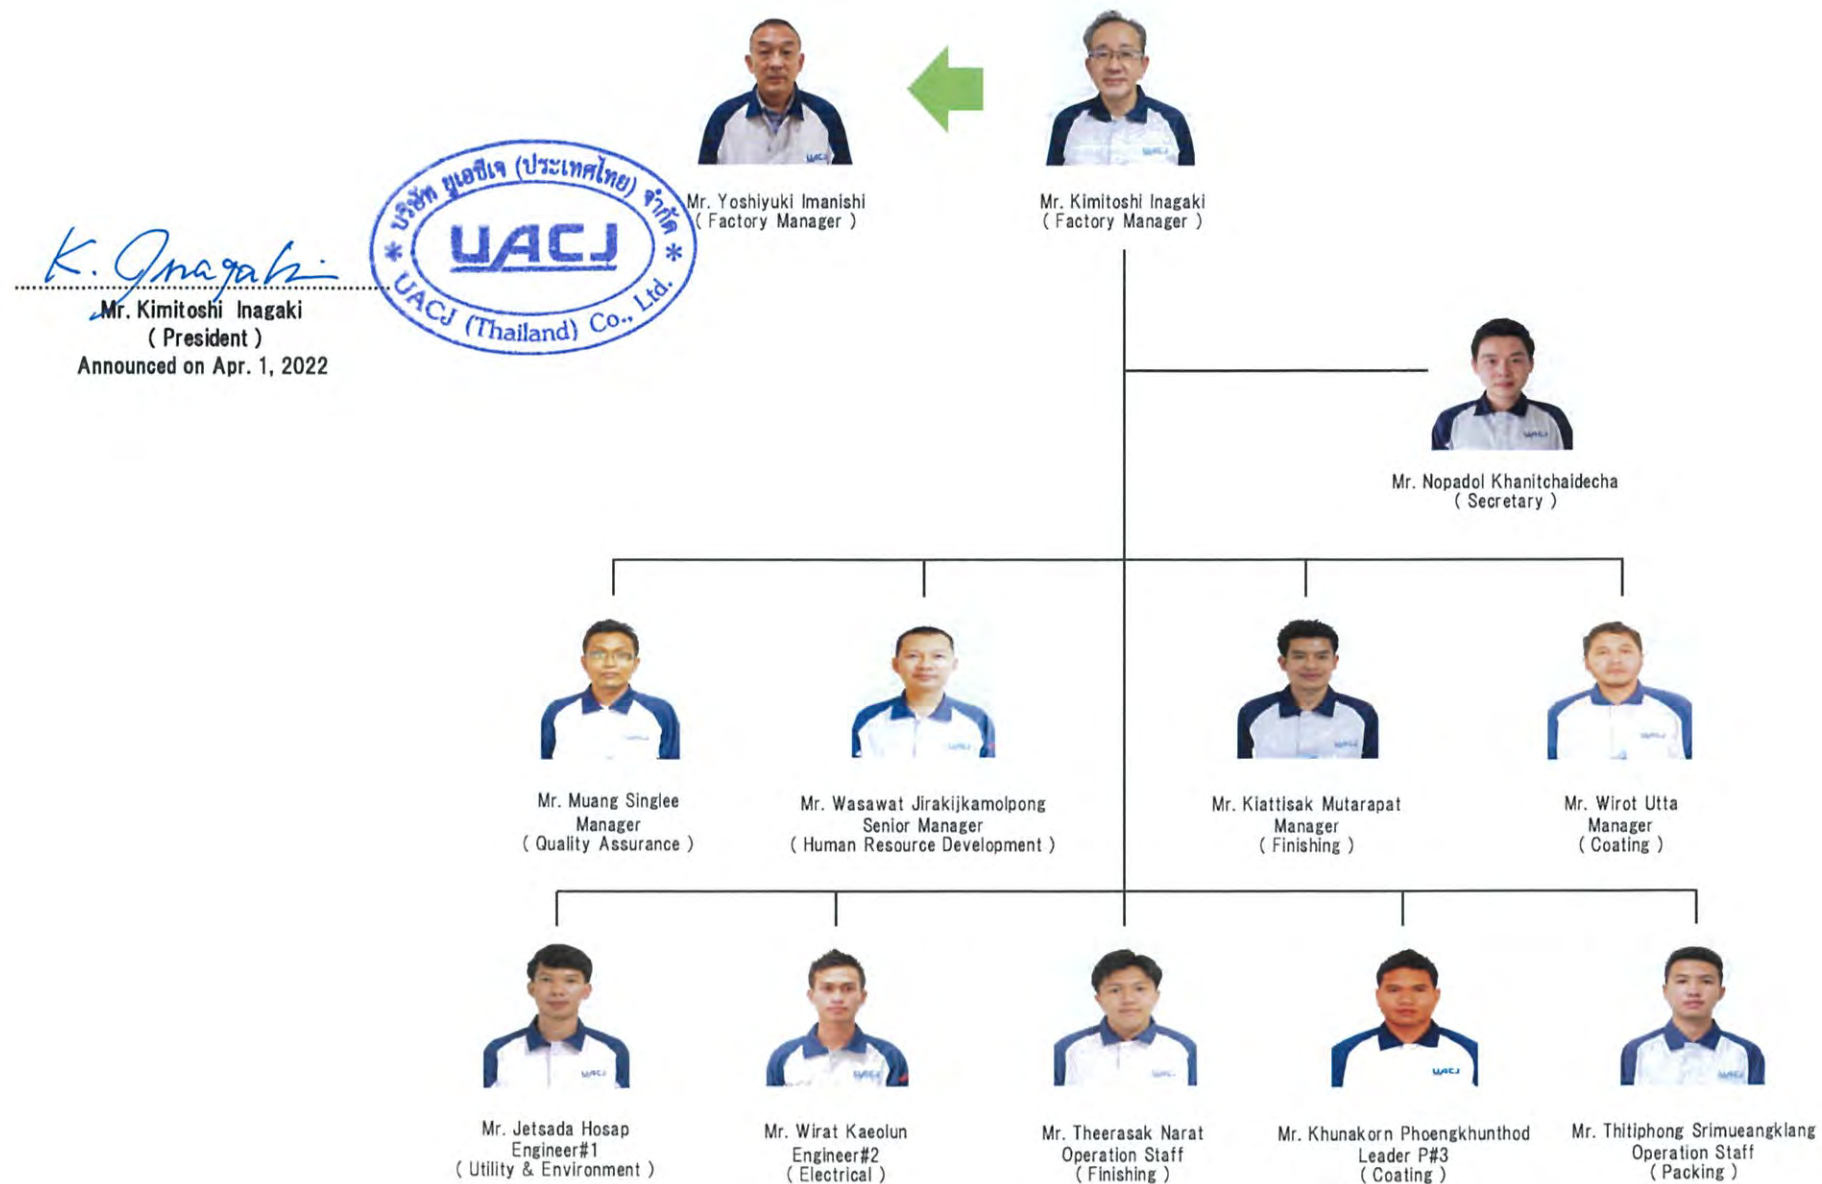 Mr. Yoshiyuki Imanishi
( Factory Manager )
Mr. Kimitoshi Inagaki
( Factory Manager )
บริษัท ยูเอซีเจ (ประเทศไทย) จำกัด
UACJ
UACJ (Thailand) Co., Ltd.
K. Inagaki
Mr. Kimitoshi Inagaki
( President )
Announced on Apr. 1, 2022
Mr. Nopadol Khanitchaidecha
( Secretary )
Mr. Muang Singlee
Manager
( Quality Assurance )
Mr. Wasawat Jirakijkamolpong
Senior Manager
( Human Resource Development )
Mr. Kiattisak Mutarapat
Manager
( Finishing )
Mr. Wirot Utta
Manager
( Coating )
Mr. Jetsada Hosap
Engineer#1
( Utility & Environment )
Mr. Wirat Kaeolun
Engineer#2
( Electrical )
Mr. Theerasak Narat
Operation Staff
( Finishing )
Mr. Khunakorn Phoengkhunthod
Leader P#3
( Coating )
Mr. Thitiphong Srimueangklang
Operation Staff
( Packing )